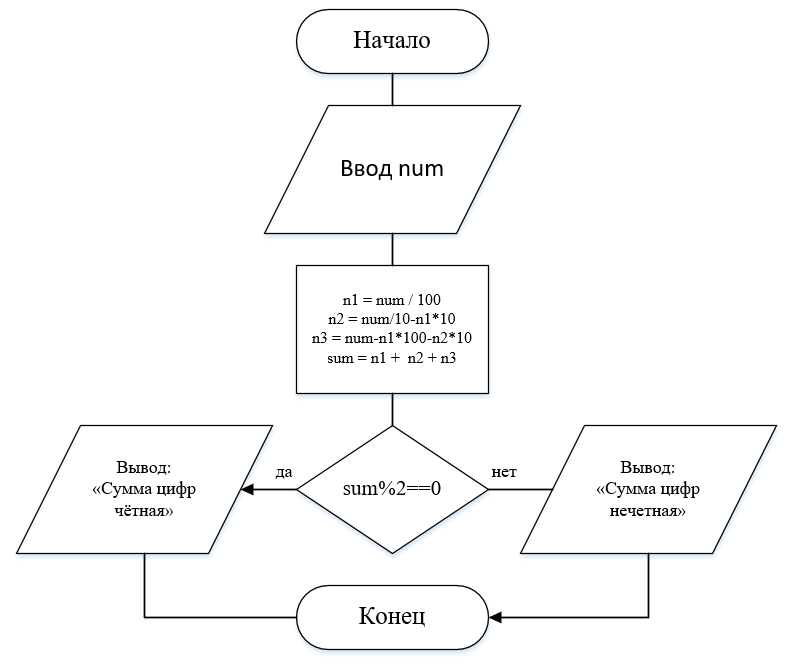 Начало
Ввод num
n1 = num / 100
n2 = num/10-n1*10
n3 = num-n1*100-n2*10
sum = n1 + n2 + n3
да
sum%2==0
нет
Вывод:
«Сумма цифр
чётная»
Вывод:
«Сумма цифр
нечетная»
Конец